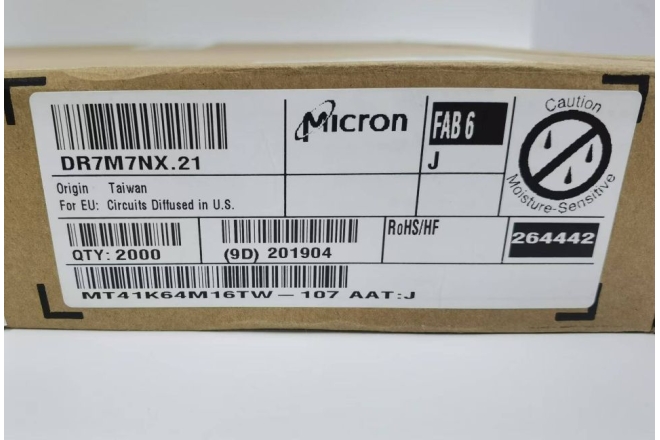 DR7M7NX.21
Micron
FAB 6
J
Caution
Moisture-Sensitive
Origin Taiwan
For EU: Circuits Diffused in U.S.
QTY: 2000
(9D) 201904
RoHS/HF
264442
MT41K64M16TW – 107 AAT:J